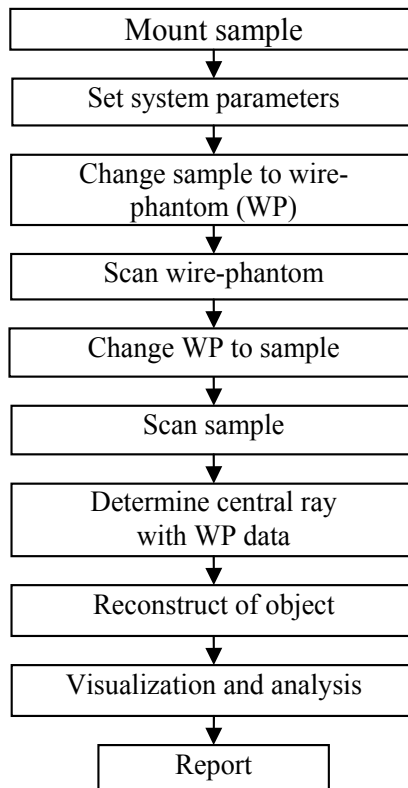 Mount sample
Set system parameters
Change sample to wire-
phantom (WP)
Scan wire-phantom
Change WP to sample
Scan sample
Determine central ray
with WP data
Reconstruct of object
Visualization and analysis
Report